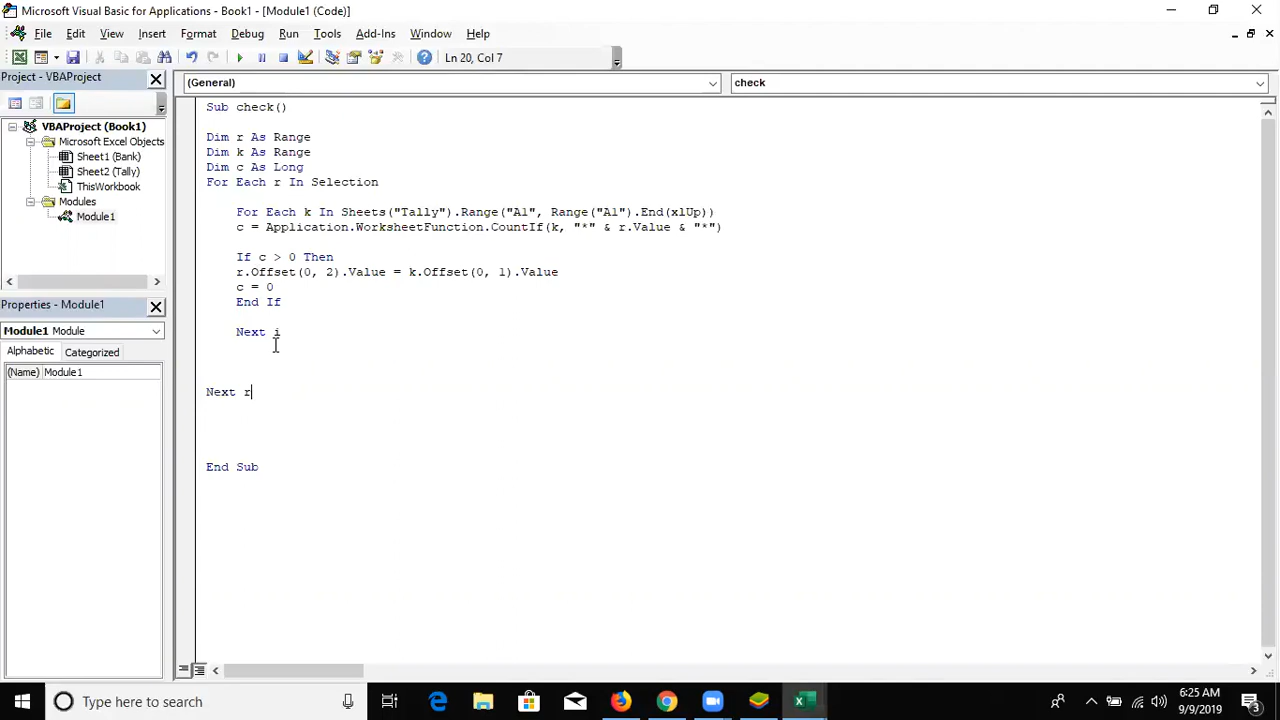 Microsoft Visual Basic for Applications - Book1 - [Module1 (Code)]
File Edit View Insert Format Debug Run Tools Add-Ins Window Help
Ln 20, Col 7
Project - VBAProject
(General)
check
VBAProject (Book1)
Microsoft Excel Objects
Sheet1 (Bank)
Sheet2 (Tally)
ThisWorkbook
Modules
Module1
Properties - Module1
Module1 Module
Alphabetic Categorized
(Name) Module1
Sub check()
Dim r As Range
Dim k As Range
Dim c As Long
For Each r In Selection
For Each k In Sheets("Tally").Range("A1", Range("A1").End(xlUp))
c = Application.WorksheetFunction.CountIf(k, "*" & r.Value & "*")
If c > 0 Then
r.Offset(0, 2).Value = k.Offset(0, 1).Value
c = 0
End If
Next i
Next r
End Sub
Type here to search
6:25 AM
9/9/2019
3